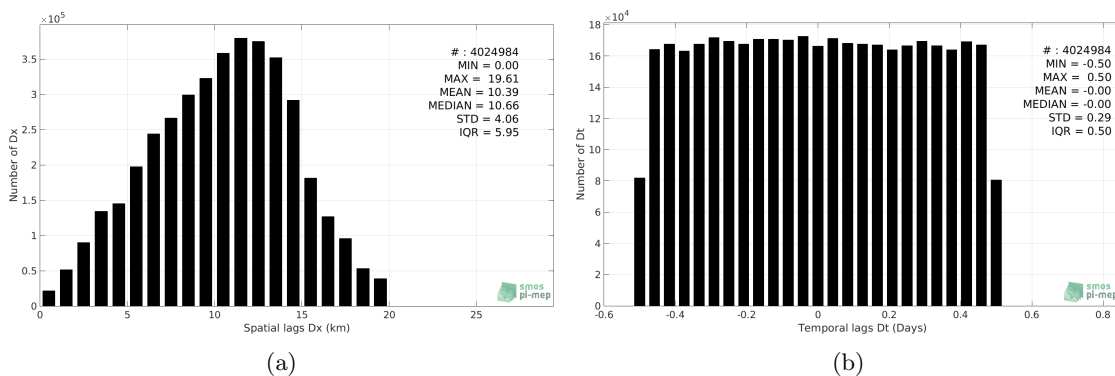 ×10⁵
3.5
3
2.5
2
1.5
1
0.5
0
Number of Dx
# : 4024984
MIN = 0.00
MAX = 19.61
MEAN = 10.39
MEDIAN = 10.66
STD = 4.06
IQR = 5.95
smos
pi-mep
0 5 10 15 20 25
Spatial lags Dx (km)
(a)
×10⁴
18
16
14
12
10
8
6
4
2
0
Number of Dt
# : 4024984
MIN = -0.50
MAX = 0.50
MEAN = -0.00
MEDIAN = -0.00
STD = 0.29
IQR = 0.50
smos
pi-mep
-0.6 -0.4 -0.2 0 0.2 0.4 0.6 0.8
Temporal lags Dt (Days)
(b)